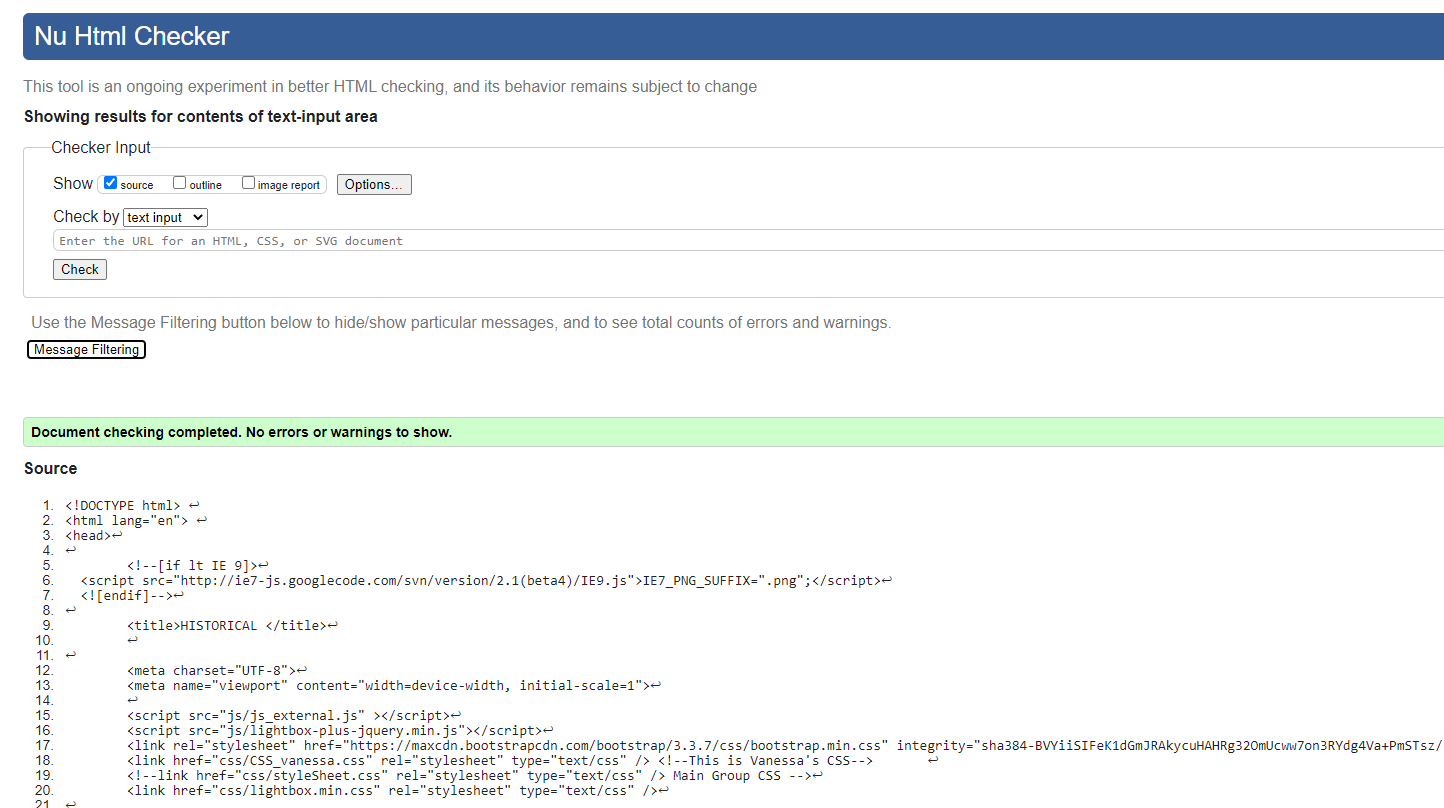 Nu Html Checker
This tool is an ongoing experiment in better HTML checking, and its behavior remains subject to change
Showing results for contents of text-input area
Checker Input
Show source outline image report Options...
Check by text input
Enter the URL for an HTML, CSS, or SVG document
Check
Use the Message Filtering button below to hide/show particular messages, and to see total counts of errors and warnings.
Message Filtering
Document checking completed. No errors or warnings to show.
Source
1. <!DOCTYPE html> ↩
2. <html lang="en"> ↩
3. <head>↩
4. ↩
5. <!--[if lt IE 9]>↩
6. <script src="http://ie7-js.googlecode.com/svn/version/2.1(beta4)/IE9.js">IE7_PNG_SUFFIX=".png";</script>↩
7. <![endif]-->↩
8. ↩
9. <title>HISTORICAL </title>↩
10. ↩
11. ↩
12. <meta charset="UTF-8">↩
13. <meta name="viewport" content="width=device-width, initial-scale=1">↩
14. ↩
15. <script src="js/js_external.js" ></script>↩
16. <script src="js/lightbox-plus-jquery.min.js"></script>↩
17. <link rel="stylesheet" href="https://maxcdn.bootstrapcdn.com/bootstrap/3.3.7/css/bootstrap.min.css" integrity="sha384-BVYiiSIFeK1dGmJRAkycuHAHRg32OmUcww7on3RYdg4Va+PmSTsz/
18. <link href="css/CSS_vanessa.css" rel="stylesheet" type="text/css" /> <!--This is Vanessa's CSS--> ↩
19. <!--link href="css/styleSheet.css" rel="stylesheet" type="text/css" /> Main Group CSS -->↩
20. <link href="css/lightbox.min.css" rel="stylesheet" type="text/css" />↩
21. ↩